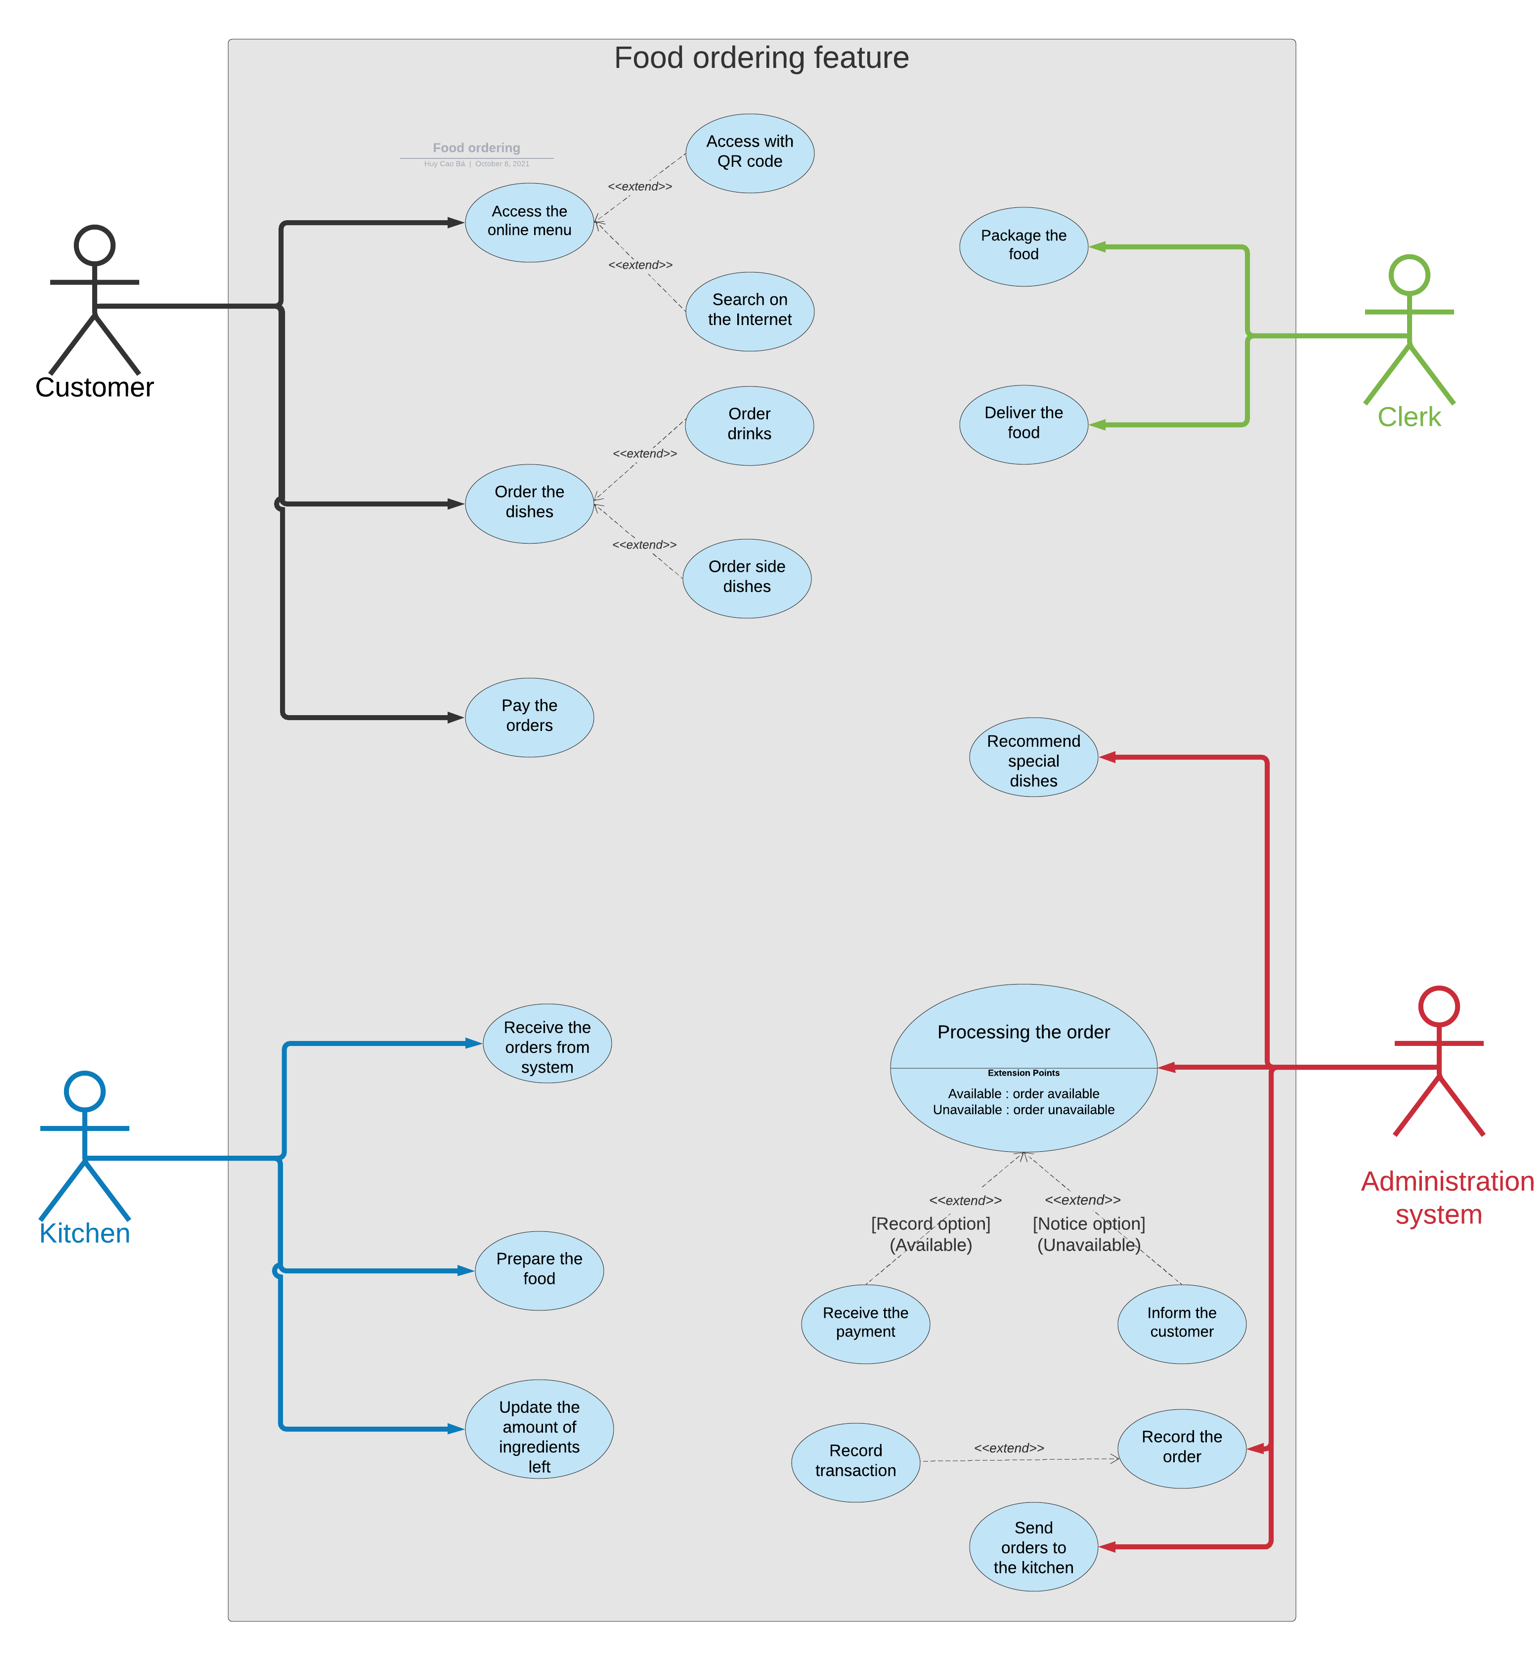 Food ordering feature
Food ordering
Huy Cao Bá | October 8, 2021
Access with
QR code
<<extend>>
Access the
online menu
<<extend>>
Search on
the Internet
Package the
food
Customer
Clerk
Order
drinks
<<extend>>
Deliver the
food
Order the
dishes
<<extend>>
Order side
dishes
Pay the
orders
Recommend
special
dishes
Receive the
orders from
system
Processing the order
Extension Points
Available : order available
Unavailable : order unavailable
Administration
system
Kitchen
<<extend>>
<<extend>>
[Record option]
(Available)
[Notice option]
(Unavailable)
Prepare the
food
Receive tthe
payment
Inform the
customer
Update the
amount of
ingredients
left
Record
transaction
<<extend>>
Record the
order
Send
orders to
the kitchen